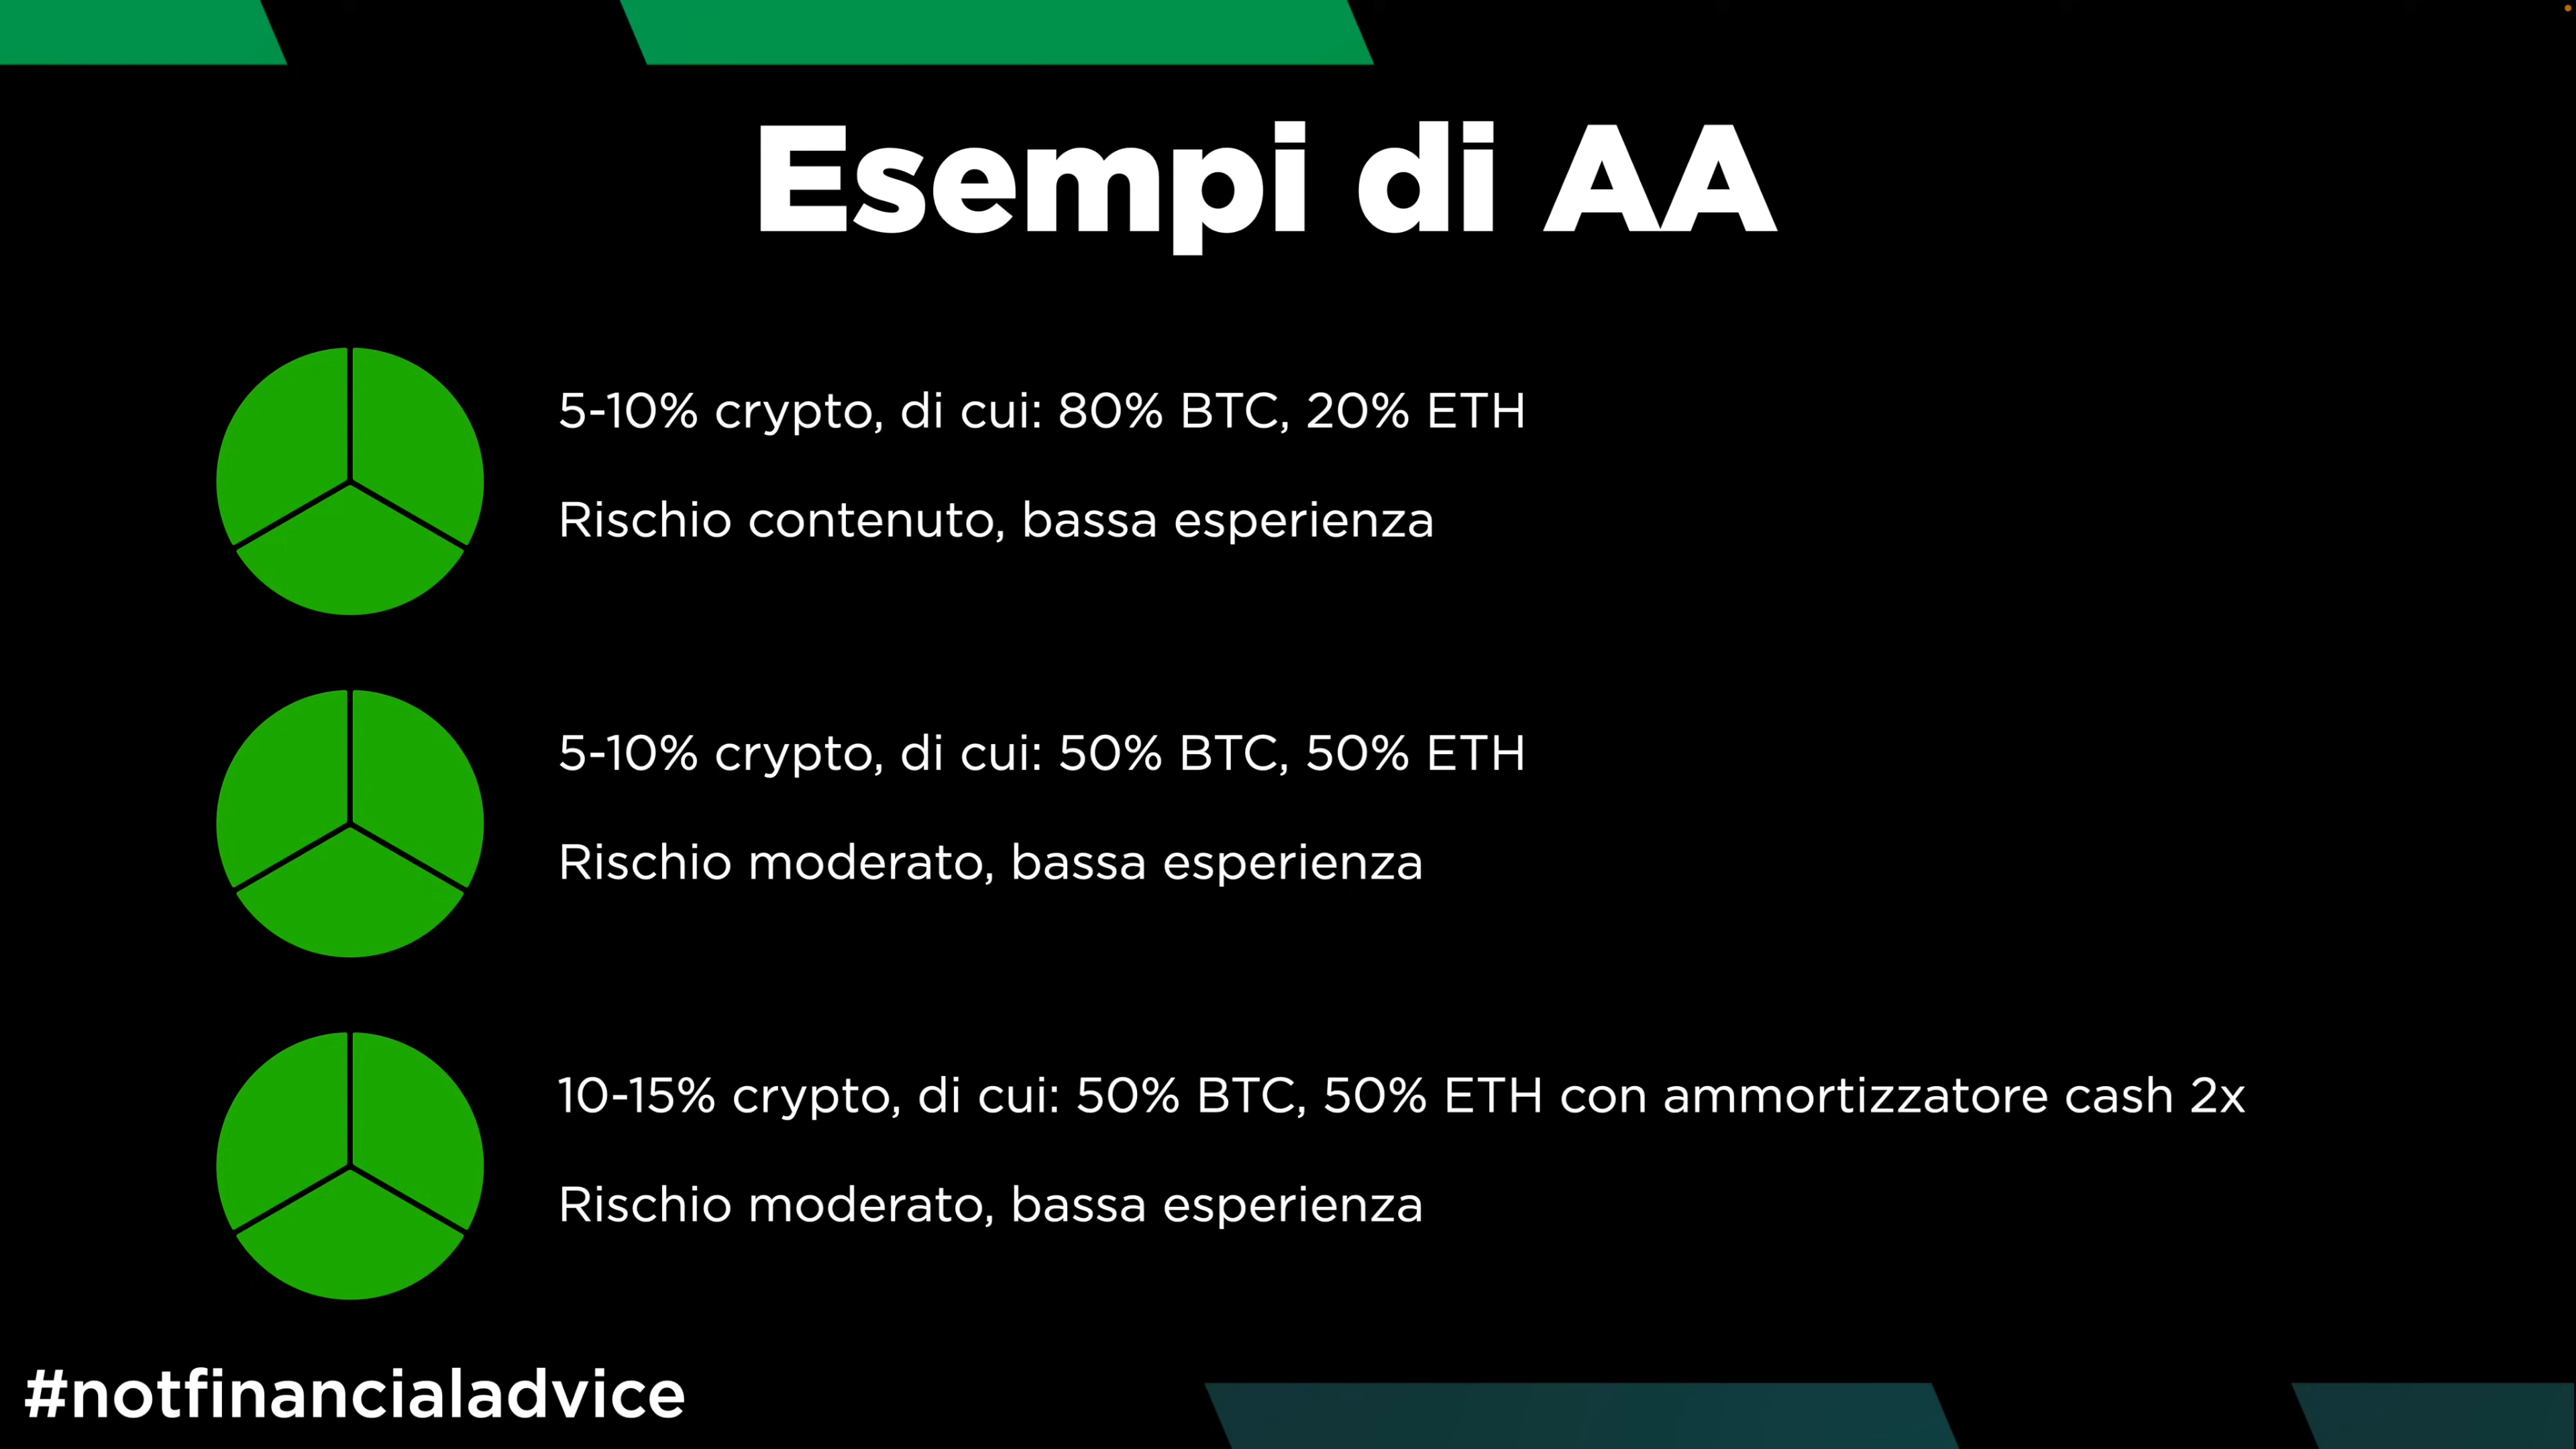 Esempi di AA
5-10% crypto, di cui: 80% BTC, 20% ETH
Rischio contenuto, bassa esperienza
5-10% crypto, di cui: 50% BTC, 50% ETH
Rischio moderato, bassa esperienza
10-15% crypto, di cui: 50% BTC, 50% ETH con ammortizzatore cash 2x
Rischio moderato, bassa esperienza
#notfinancialadvice